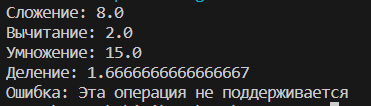 Сложение: 8.0
Вычитание: 2.0
Умножение: 15.0
Деление: 1.6666666666666667
Ошибка: Эта операция не поддерживается